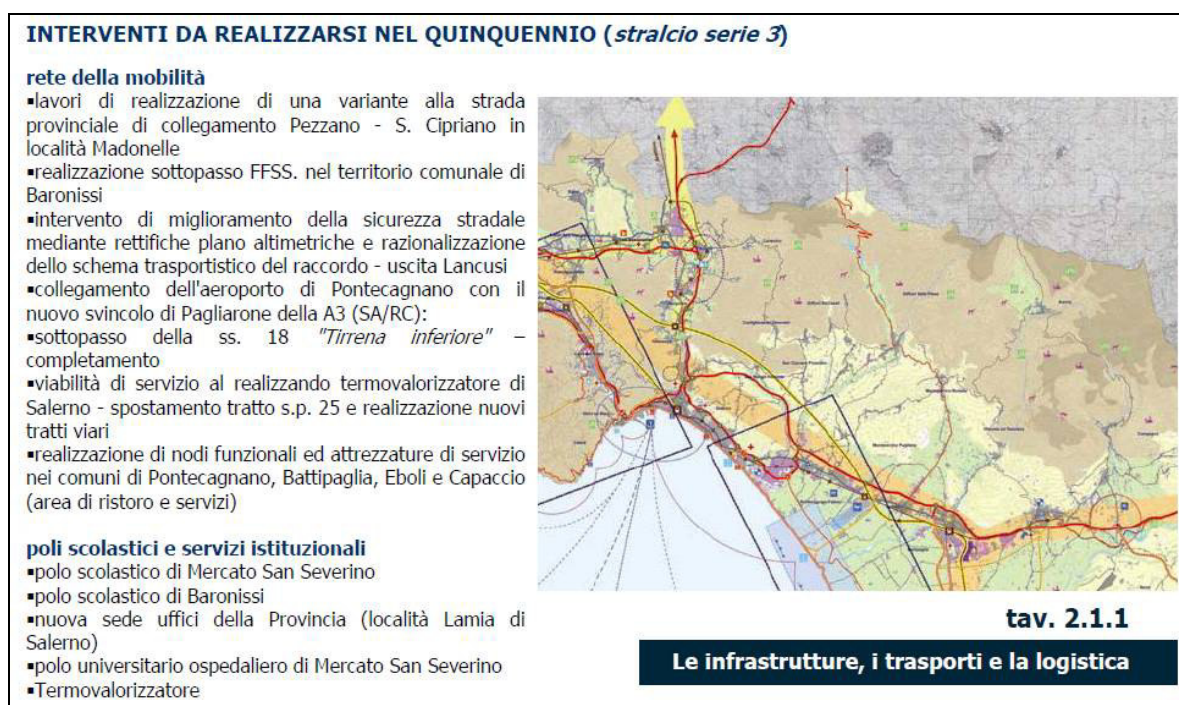 INTERVENTI DA REALIZZARSI NEL QUINQUENNIO (stralcio serie 3)
rete della mobilità
▪lavori di realizzazione di una variante alla strada
provinciale di collegamento Pezzano - S. Cipriano in
località Madonelle
▪realizzazione sottopasso FFSS. nel territorio comunale di
Baronissi
▪intervento di miglioramento della sicurezza stradale
mediante rettifiche plano altimetriche e razionalizzazione
dello schema trasportistico del raccordo - uscita Lancusi
▪collegamento dell'aeroporto di Pontecagnano con il
nuovo svincolo di Pagliarone della A3 (SA/RC):
▪sottopasso della ss. 18 "Tirrena inferiore" –
completamento
▪viabilità di servizio al realizzando termovalorizzatore di
Salerno - spostamento tratto s.p. 25 e realizzazione nuovi
tratti viari
▪realizzazione di nodi funzionali ed attrezzature di servizio
nei comuni di Pontecagnano, Battipaglia, Eboli e Capaccio
(area di ristoro e servizi)
poli scolastici e servizi istituzionali
▪polo scolastico di Mercato San Severino
▪polo scolastico di Baronissi
▪nuova sede uffici della Provincia (località Lamia di
Salerno)
▪polo universitario ospedaliero di Mercato San Severino
▪Termovalorizzatore
tav. 2.1.1
Le infrastrutture, i trasporti e la logistica